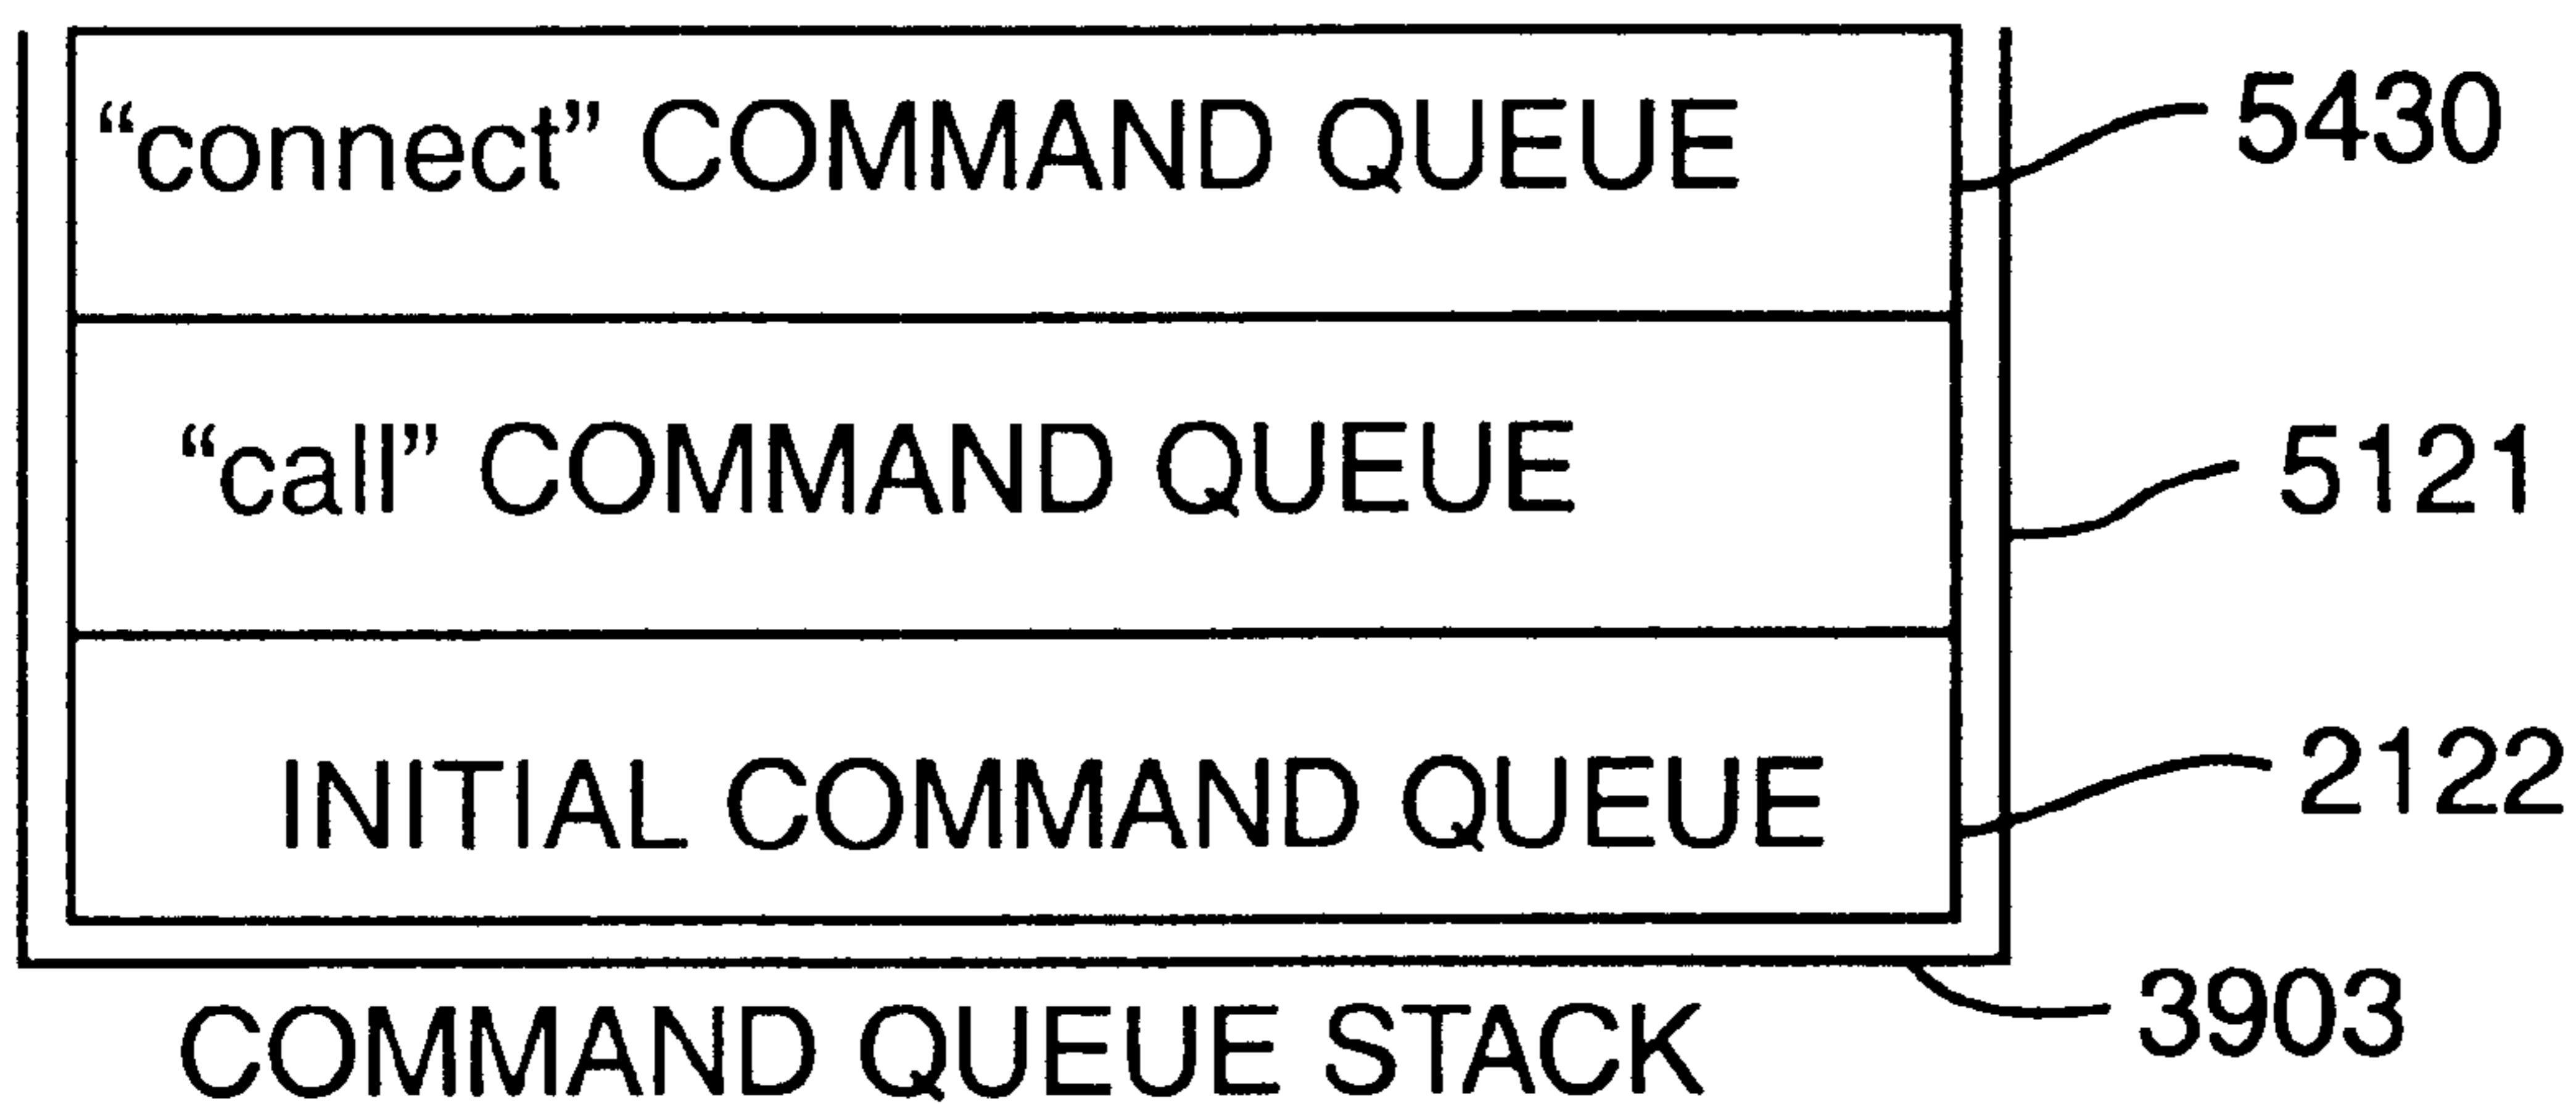 “connect” COMMAND QUEUE 5430
“call” COMMAND QUEUE 5121
INITIAL COMMAND QUEUE 2122
3903
COMMAND QUEUE STACK